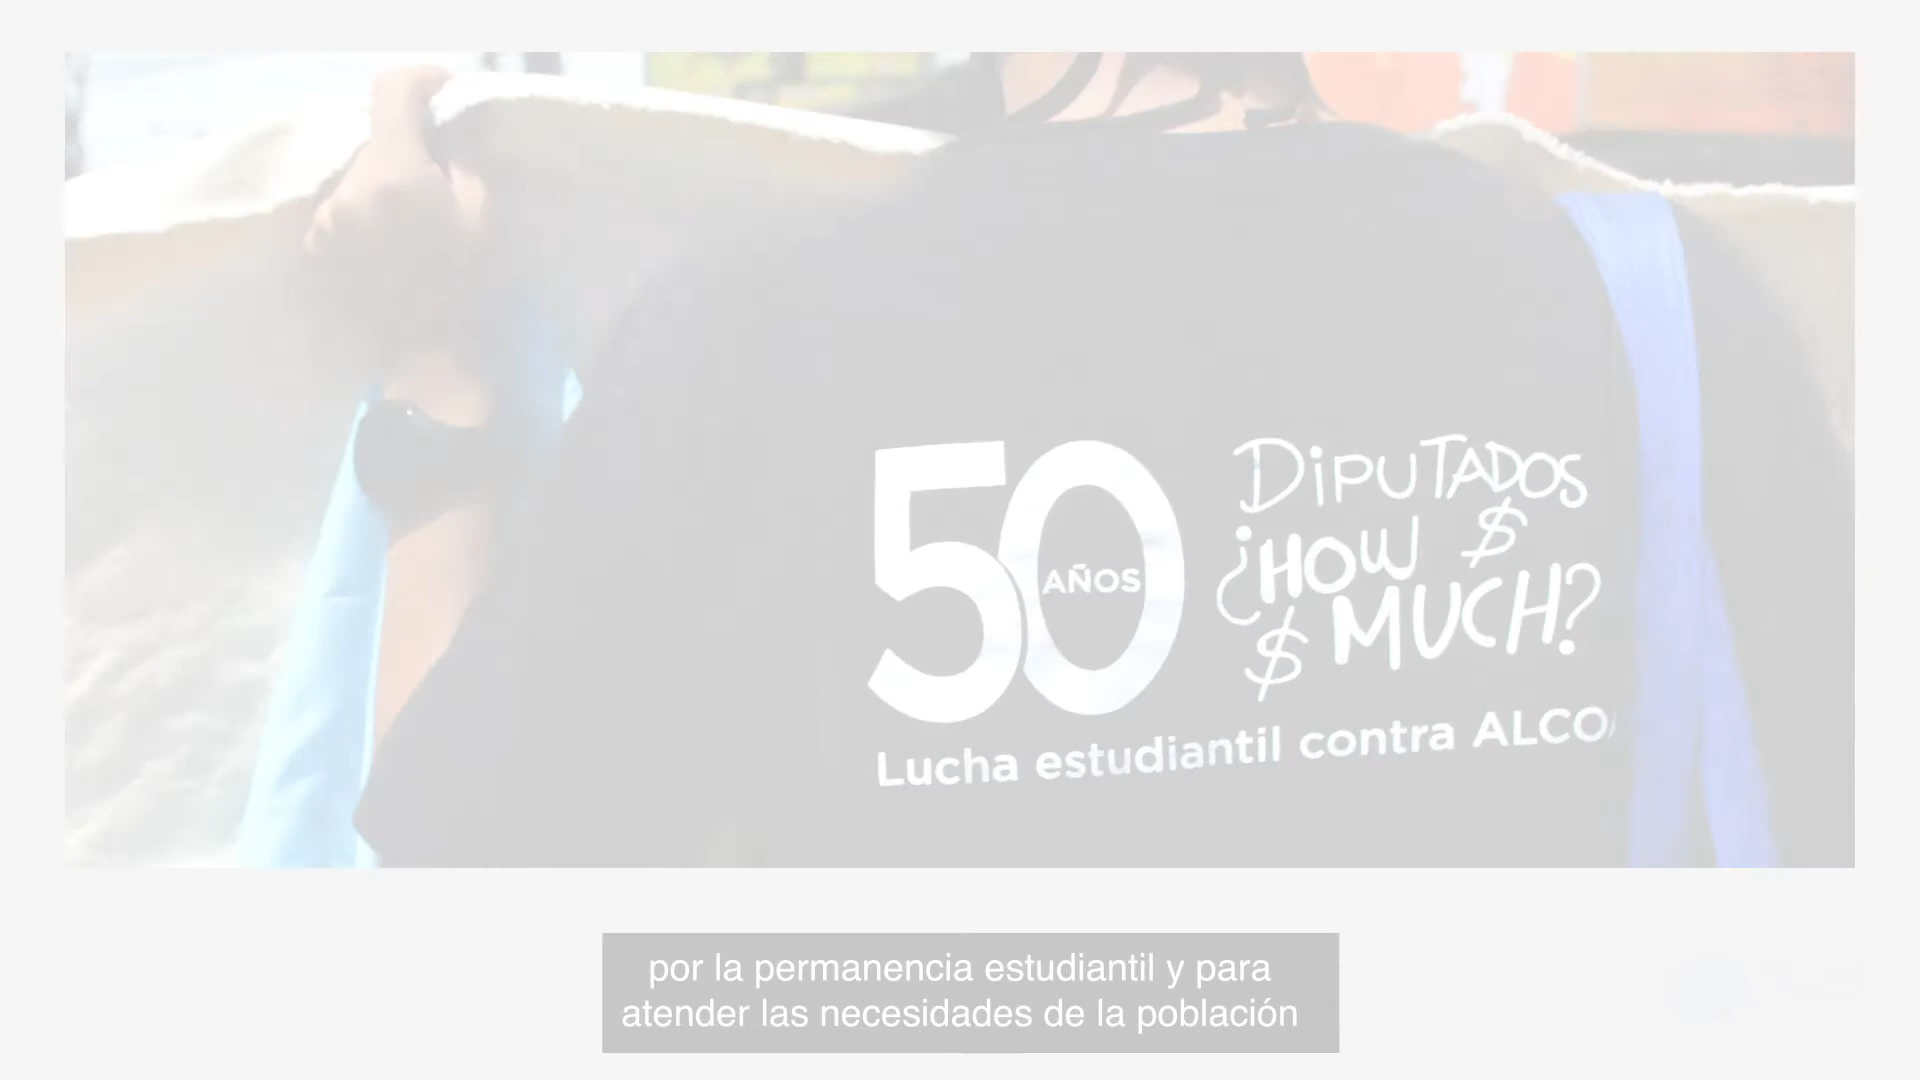 50
AÑOS
DiPUTADOS
¿HOW $
$ MUCH?
Lucha estudiantil contra ALCO
por la permanencia estudiantil y para
atender las necesidades de la población